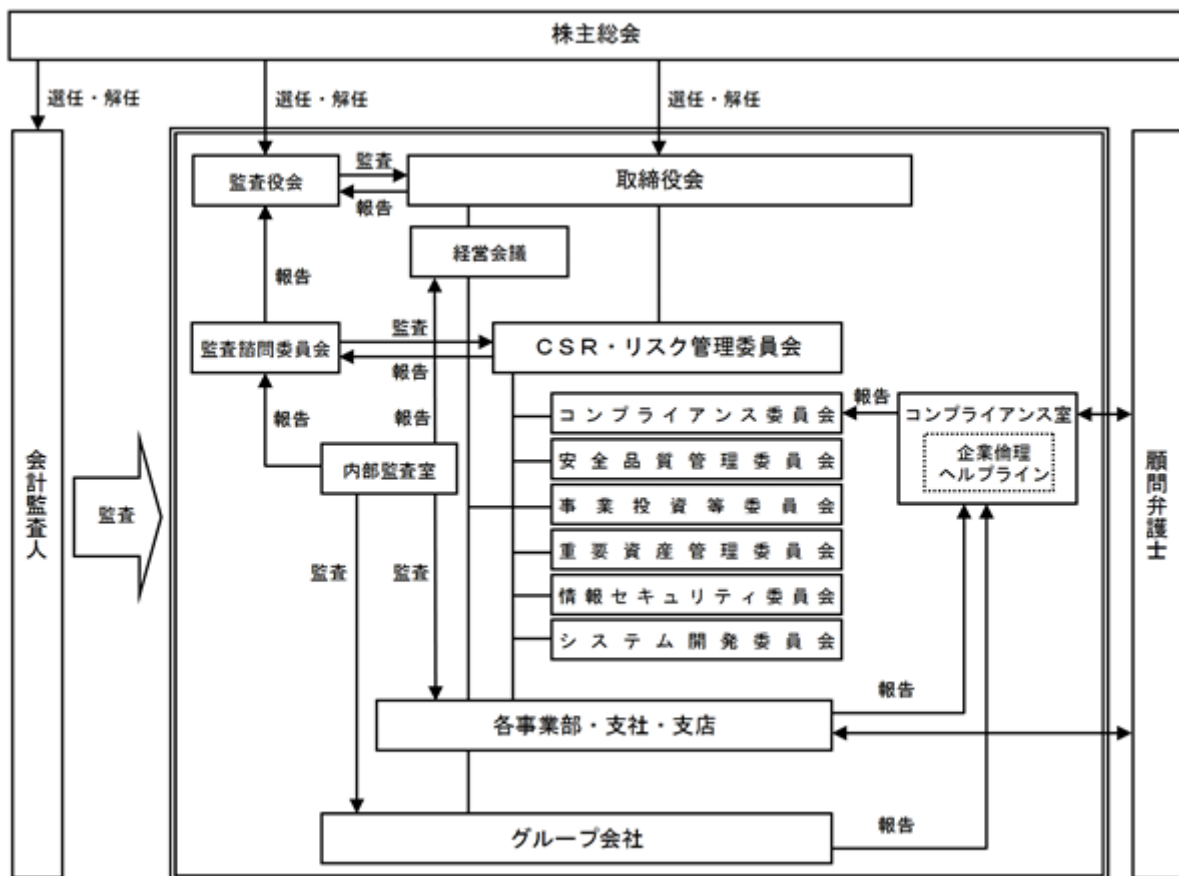 株主総会
選任・解任
選任・解任
選任・解任
監査役会
監査
報告
取締役会
経営会議
報告
監査諮問委員会
監査
報告
CSR・リスク管理委員会
報告
報告
内部監査室
コンプライアンス委員会
安全品質管理委員会
事業投資等委員会
重要資産管理委員会
情報セキュリティ委員会
システム開発委員会
報告
コンプライアンス室
企業倫理
ヘルプライン
会計監査人
監査
顧問弁護士
監査
監査
各事業部・支社・支店
報告
グループ会社
報告